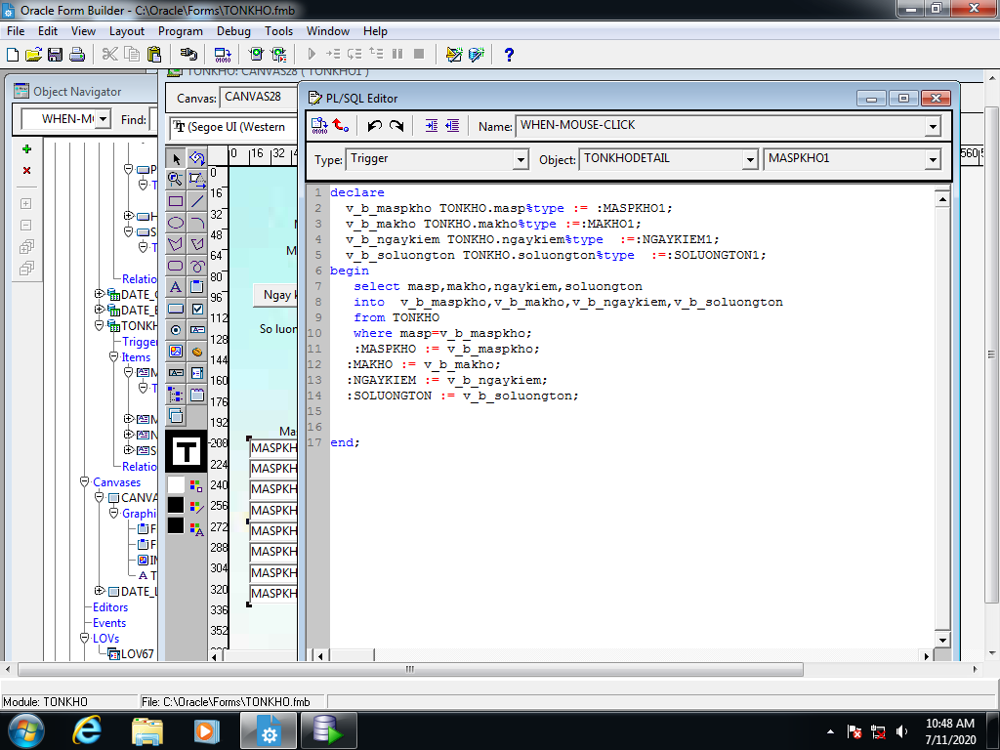 Oracle Form Builder - C:\Oracle\Forms\TONKHO.fmb
File Edit View Layout Program Debug Tools Window Help
TONKHO: CANVAS28 ( TONKHO1 )
Object Navigator
Canvas: CANVAS28
PL/SQL Editor
WHEN-M Find:
(Segoe UI (Western
Name: WHEN-MOUSE-CLICK
Type: Trigger Object: TONKHODETAIL MASPKHO1
0 16 32 560
0
16
32
48
64
80
96
112
128
144
160
176
192
208
224
240
256
272
288
304
320
336
352
1 declare
2 v_b_maspkho TONKHO.masp%type := :MASPKHO1;
3 v_b_makho TONKHO.makho%type :=:MAKHO1;
4 v_b_ngaykiem TONKHO.ngaykiem%type :=:NGAYKIEM1;
5 v_b_soluongton TONKHO.soluongton%type :=:SOLUONGTON1;
6 begin
7 select masp,makho,ngaykiem,soluongton
8 into v_b_maspkho,v_b_makho,v_b_ngaykiem,v_b_soluongton
9 from TONKHO
10 where masp=v_b_maspkho;
11 :MASPKHO := v_b_maspkho;
12 :MAKHO := v_b_makho;
13 :NGAYKIEM := v_b_ngaykiem;
14 :SOLUONGTON := v_b_soluongton;
15
16
17 end;
P
T
H
S
T
Relatio
DATE_
DATE_
TONKH
Trigger
Items
M
T
M
N
S
Relatio
Canvases
CANVA
Graphi
F
F
IM
T
DATE_L
Editors
Events
LOVs
LOV67
M
Ngay k
So luon
Ma
MASPKH
MASPKH
MASPKH
MASPKH
MASPKH
MASPKH
MASPKH
MASPKH
Module: TONKHO File: C:\Oracle\Forms\TONKHO.fmb
10:48 AM
7/11/2020